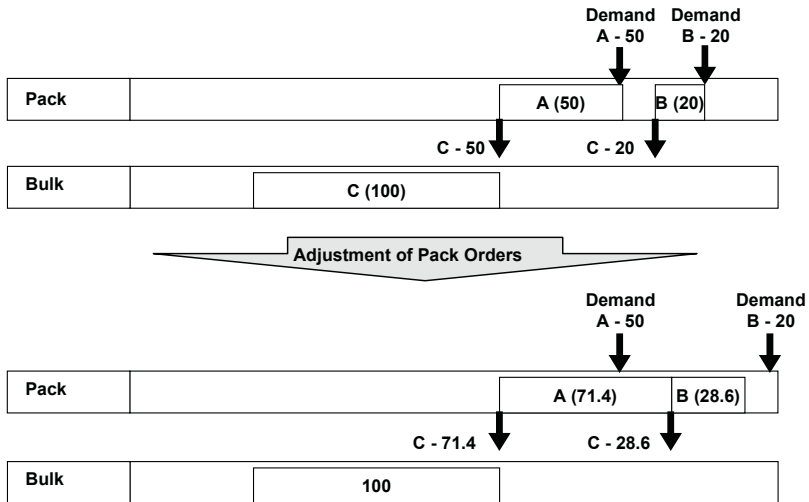 Demand
A - 50
Demand
B - 20
Pack
A (50)
B (20)
C - 50
C - 20
Bulk
C (100)
Adjustment of Pack Orders
Demand
A - 50
Demand
B - 20
Pack
A (71.4)
B (28.6)
C - 71.4
C - 28.6
Bulk
100